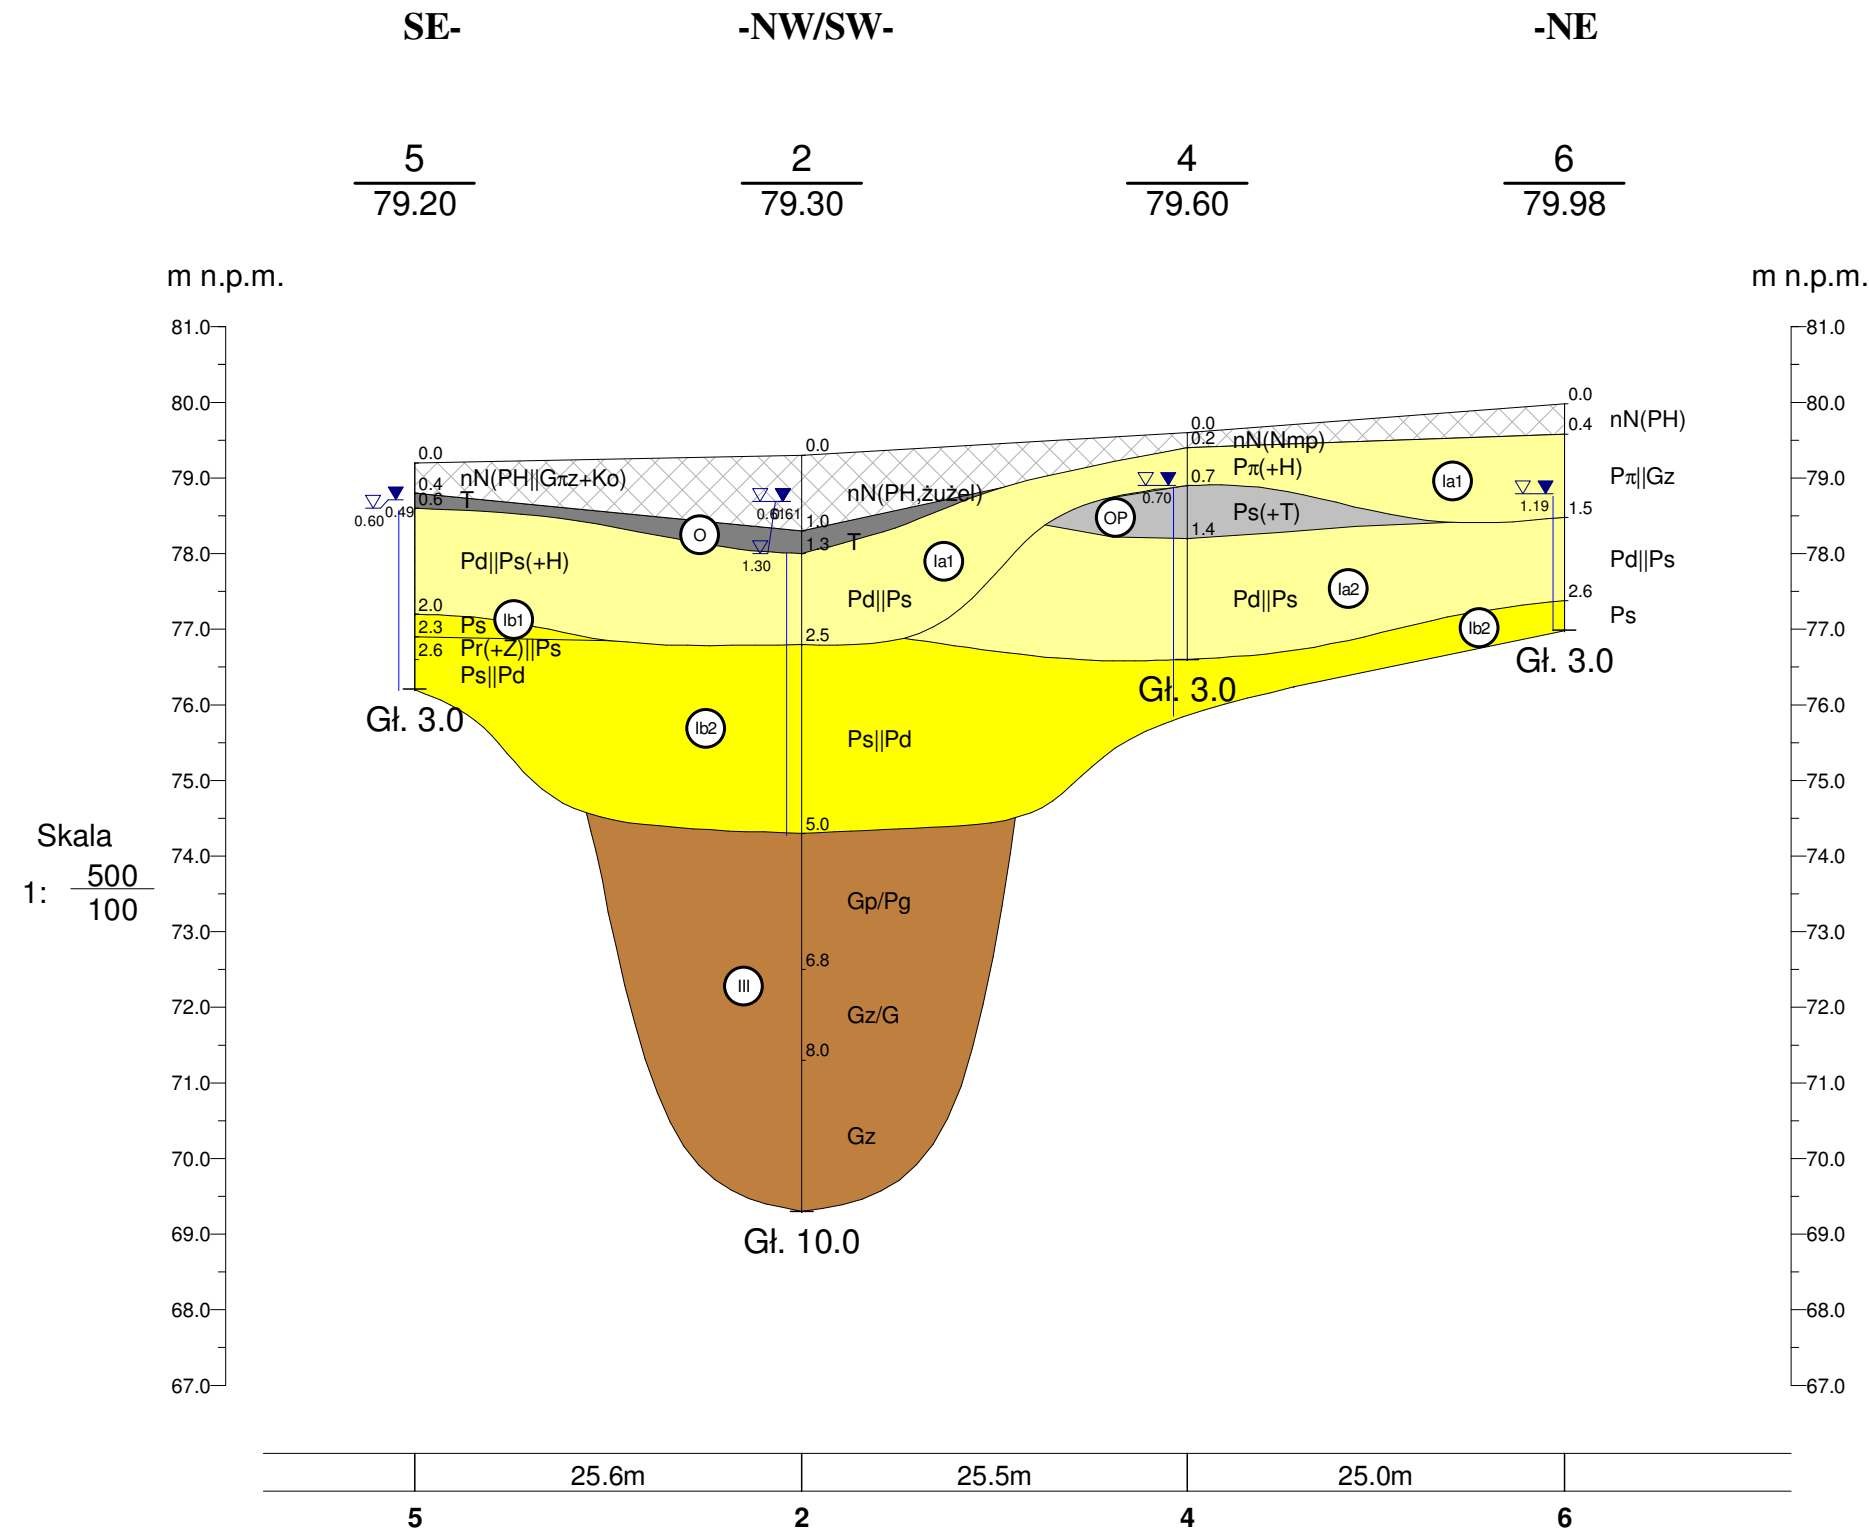 SE- -NW/SW- -NE
5 2 4 6
79.20 79.30 79.60 79.98
m n.p.m. m n.p.m.
81.0 81.0
80.0 80.0
79.0 79.0
78.0 78.0
77.0 77.0
76.0 76.0
75.0 75.0
74.0 74.0
73.0 73.0
72.0 72.0
71.0 71.0
70.0 70.0
69.0 69.0
68.0 68.0
67.0 67.0
Skala
1: 500
100
0.0
0.4
0.6
0.60 0.49
nN(PH||Gπz+Ko)
T
Pd||Ps(+H)
2.0
Ps
Ib1
2.3
Pr(+Z)||Ps
2.6
Ps||Pd
Gł. 3.0
O
Ib2
0.0
nN(PH,żużel)
0.61
1.0
1.3
T
1.30
Ia1
Pd||Ps
2.5
Ps||Pd
5.0
Gp/Pg
6.8
III
Gz/G
8.0
Gz
Gł. 10.0
0.0
0.2
nN(Nmp)
Pπ(+H)
0.7
0.70
OP
Ps(+T)
1.4
Pd||Ps
Ia2
Gł. 3.0
0.0
0.4
nN(PH)
Ia1
Pπ||Gz
1.19
1.5
Pd||Ps
2.6
Ps
Ib2
Gł. 3.0
25.6m 25.5m 25.0m
5 2 4 6